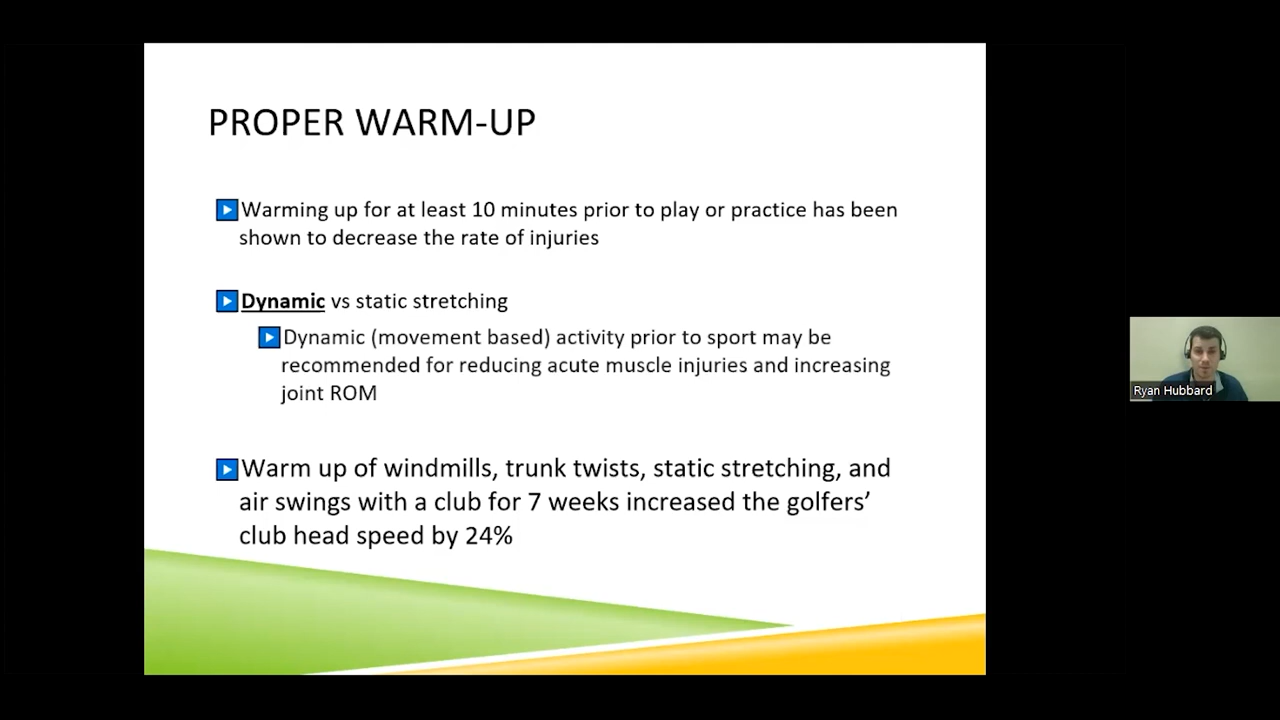 PROPER WARM-UP
Warming up for at least 10 minutes prior to play or practice has been
shown to decrease the rate of injuries
Dynamic vs static stretching
Dynamic (movement based) activity prior to sport may be
recommended for reducing acute muscle injuries and increasing
joint ROM
Warm up of windmills, trunk twists, static stretching, and
air swings with a club for 7 weeks increased the golfers’
club head speed by 24%
Ryan Hubbard